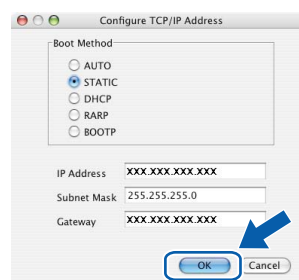 Configure TCP/IP Address
Boot Method
AUTO
STATIC
DHCP
RARP
BOOTP
IP Address XXX.XXX.XXX.XXX
Subnet Mask 255.255.255.0
Gateway XXX.XXX.XXX.XXX
OK Cancel